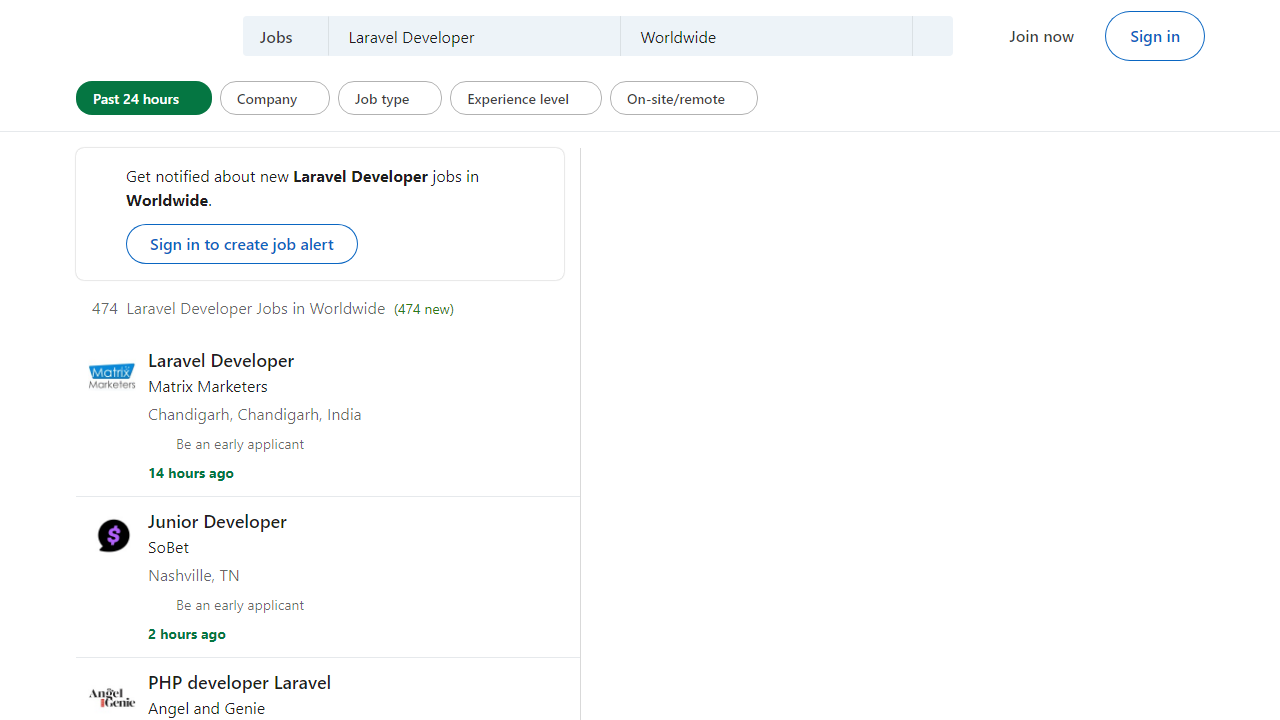 Jobs
Laravel Developer
Worldwide
Join now
Sign in
Past 24 hours
Company
Job type
Experience level
On-site/remote
Get notified about new Laravel Developer jobs in
Worldwide.
Sign in to create job alert
474 Laravel Developer Jobs in Worldwide (474 new)
Matrix
Marketers
Laravel Developer
Matrix Marketers
Chandigarh, Chandigarh, India
Be an early applicant
14 hours ago
$
Junior Developer
SoBet
Nashville, TN
Be an early applicant
2 hours ago
Angel
Genie
PHP developer Laravel
Angel and Genie